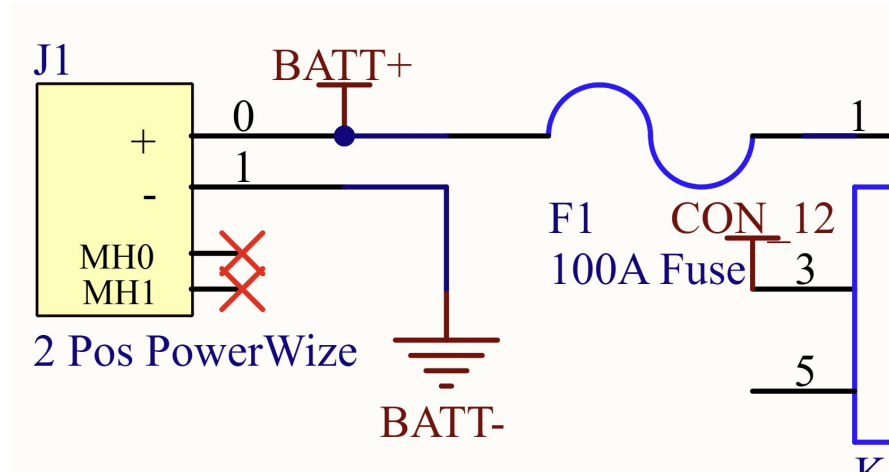 J1
BATT+
0
1
+
1
-
F1
CON_12
MH0
100A Fuse
3
MH1
2 Pos PowerWize
5
BATT-
K